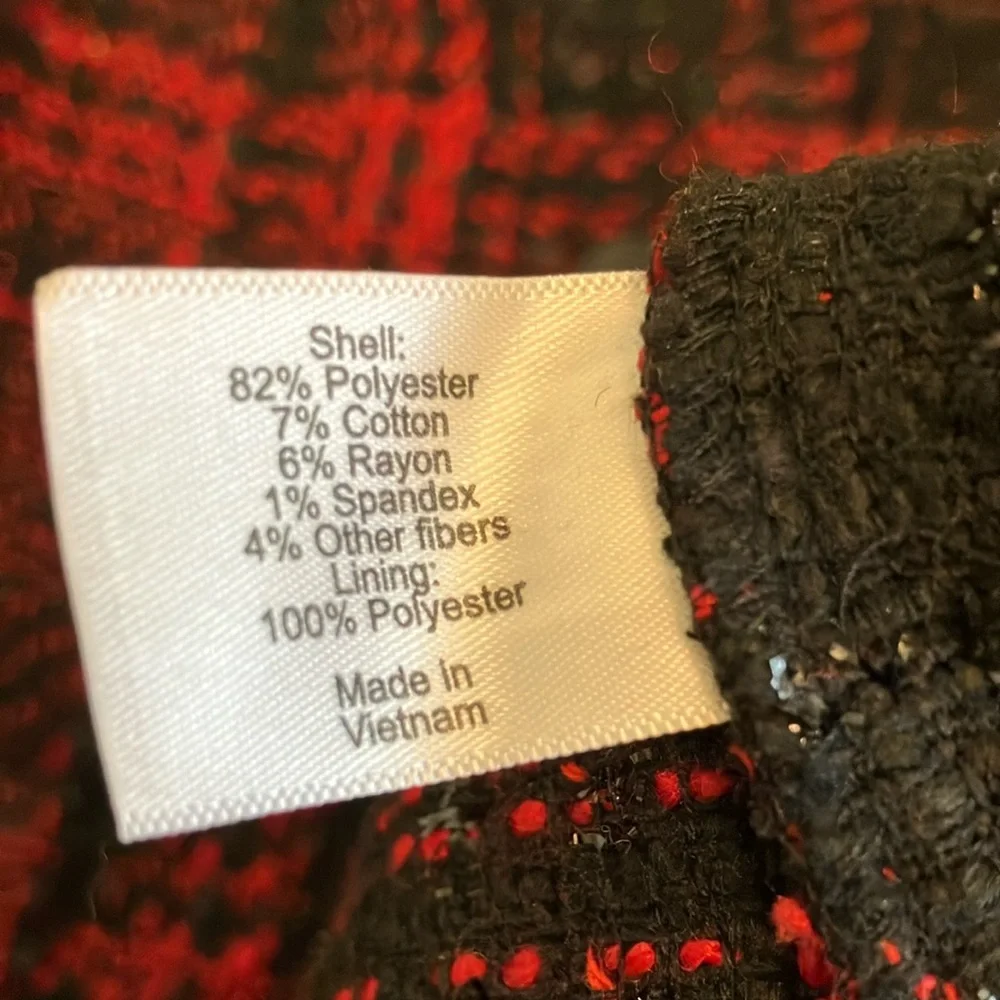 Shell:
82% Polyester
7% Cotton
6% Rayon
1% Spandex
4% Other fibers
Lining:
100% Polyester
Made in
Vietnam